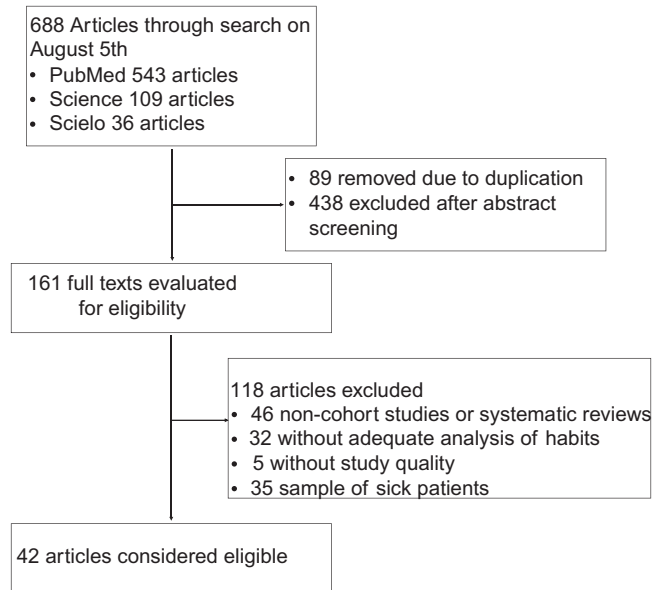 688 Articles through search on
August 5th
• PubMed 543 articles
• Science 109 articles
• Scielo 36 articles
• 89 removed due to duplication
• 438 excluded after abstract
screening
161 full texts evaluated
for eligibility
118 articles excluded
• 46 non-cohort studies or systematic reviews
• 32 without adequate analysis of habits
• 5 without study quality
• 35 sample of sick patients
42 articles considered eligible